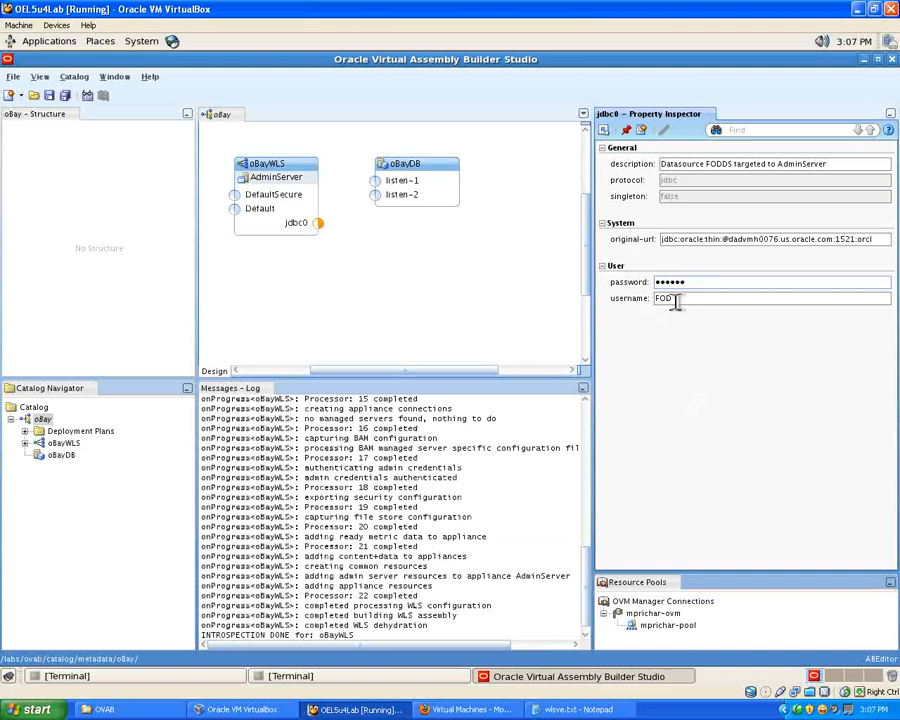 OEL5u4Lab [Running] - Oracle VM VirtualBox
Machine Devices Help
Applications Places System 3:07 PM
Oracle Virtual Assembly Builder Studio
File View Catalog Window Help
oBay - Structure
No Structure
oBay
oBayWLS
AdminServer
DefaultSecure
Default
jdbc0
oBayDB
listen-1
listen-2
Design
jdbc0 - Property Inspector
Find
General
description: Datasource FODDS targeted to AdminServer
protocol: jdbc
singleton: false
System
original-url: jdbc:oracle:thin:@dadvmh0076.us.oracle.com:1521:orcl
User
password: ●●●●●●
username: FOD
Catalog Navigator
Catalog
oBay
Deployment Plans
oBayWLS
oBayDB
Messages - Log
onProgress<oBayWLS>: Processor: 15 completed
onProgress<oBayWLS>: creating appliance connections
onProgress<oBayWLS>: no managed servers found, nothing to do
onProgress<oBayWLS>: Processor: 16 completed
onProgress<oBayWLS>: capturing BAM configuration
onProgress<oBayWLS>: processing BAM managed server specific configuration fil
onProgress<oBayWLS>: Processor: 17 completed
onProgress<oBayWLS>: authenticating admin credentials
onProgress<oBayWLS>: admin credentials authenticated
onProgress<oBayWLS>: Processor: 18 completed
onProgress<oBayWLS>: exporting security configuration
onProgress<oBayWLS>: Processor: 19 completed
onProgress<oBayWLS>: capturing file store configuration
onProgress<oBayWLS>: Processor: 20 completed
onProgress<oBayWLS>: adding ready metric data to appliance
onProgress<oBayWLS>: Processor: 21 completed
onProgress<oBayWLS>: adding content+data to appliances
onProgress<oBayWLS>: creating common resources
onProgress<oBayWLS>: adding admin server resources to appliance AdminServer
onProgress<oBayWLS>: adding appliance resources
onProgress<oBayWLS>: Processor: 22 completed
onProgress<oBayWLS>: completed processing WLS configuration
onProgress<oBayWLS>: completed building WLS assembly
onProgress<oBayWLS>: completed WLS dehydration
INTROSPECTION DONE for: oBayWLS
Resource Pools
OVM Manager Connections
mprichar-ovm
mprichar-pool
/labs/ovab/catalog/metadata/oBay/ ABEditor
[Terminal] [Terminal] Oracle Virtual Assembly Builder Studio
Right Ctrl
start OVAB Oracle VM VirtualBox OEL5u4Lab [Running]... Virtual Machines - Mo... wlsve.txt - Notepad 3:07 PM